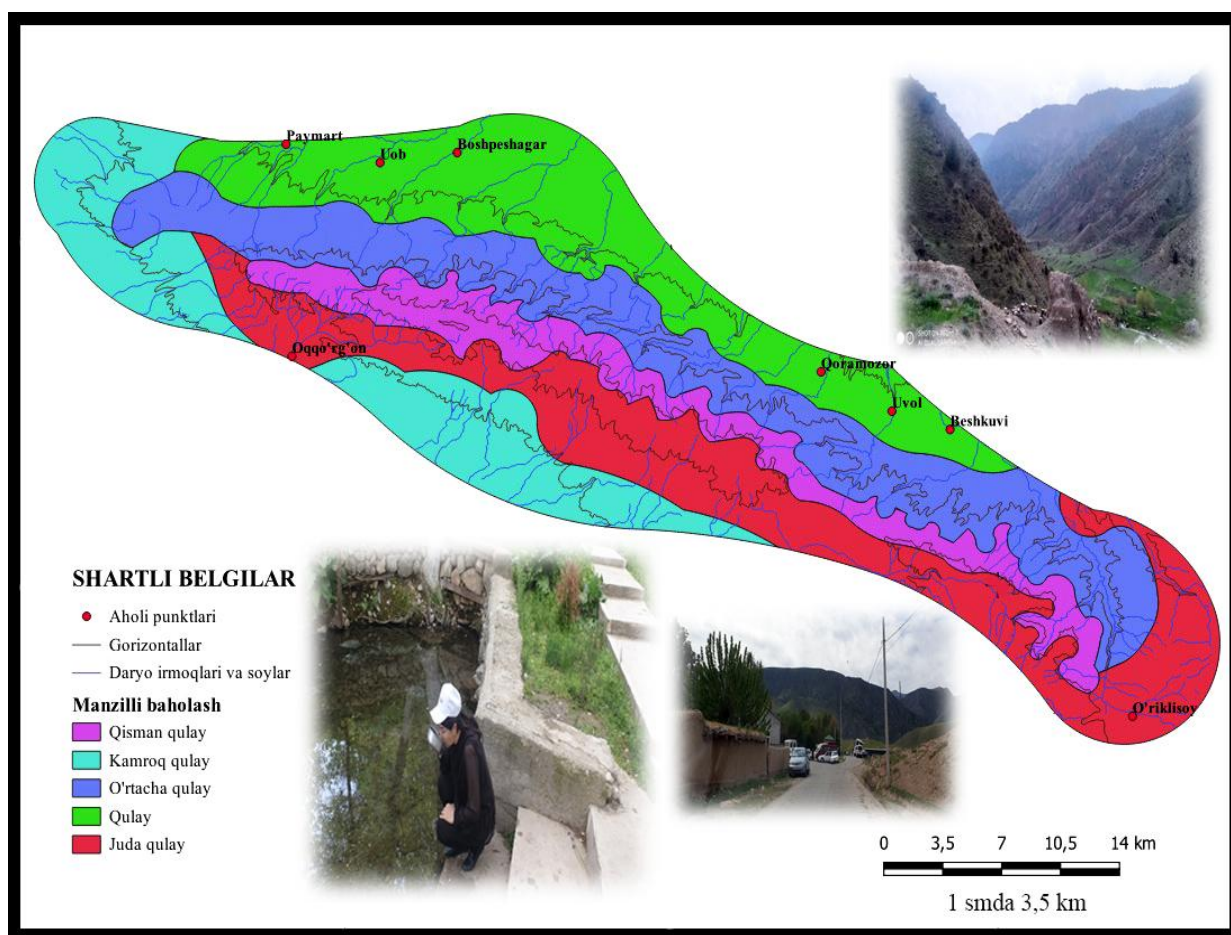 Paymart
Uob
Boshpeshagar
Qoramozor
Uvol
Beshkuvi
Oqqo'rg'on
O'riklisoy
SHARTLI BELGILAR
Aholi punktlari
Gorizontallar
Daryo irmoqlari va soylar
Manzilli baholash
Qisman qulay
Kamroq qulay
O'rtacha qulay
Qulay
Juda qulay
0 3,5 7 10,5 14 km
1 smda 3,5 km